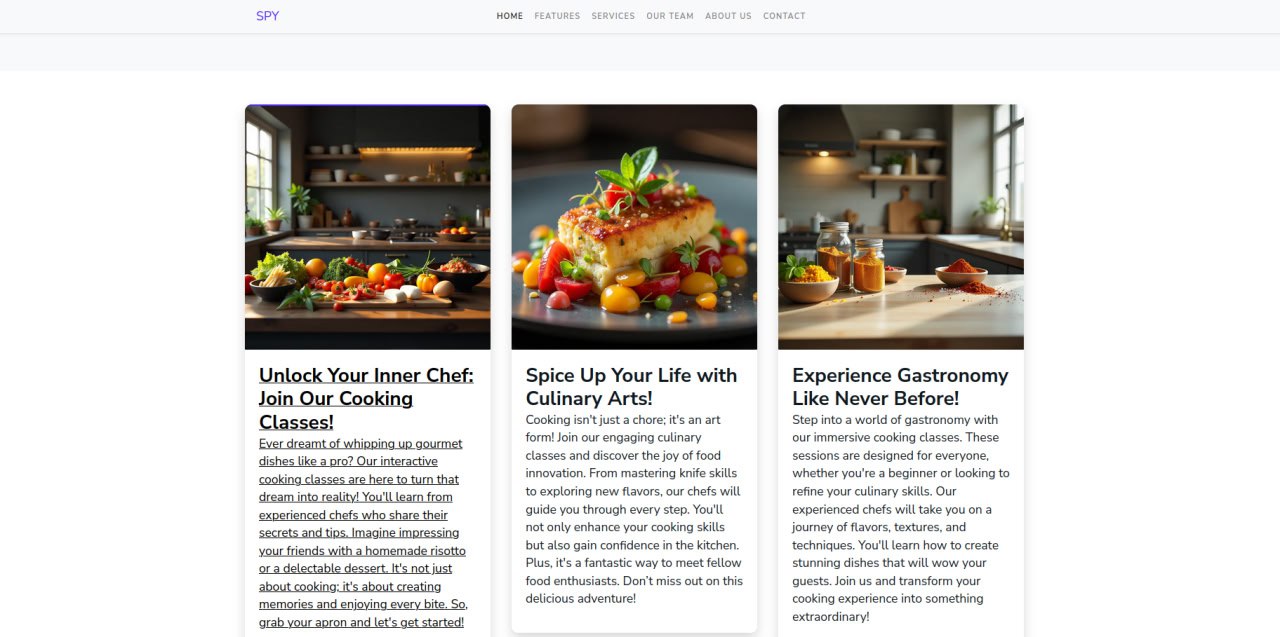 SPY
HOME FEATURES SERVICES OUR TEAM ABOUT US CONTACT
Unlock Your Inner Chef:
Join Our Cooking
Classes!
Ever dreamt of whipping up gourmet
dishes like a pro? Our interactive
cooking classes are here to turn that
dream into reality! You'll learn from
experienced chefs who share their
secrets and tips. Imagine impressing
your friends with a homemade risotto
or a delectable dessert. It's not just
about cooking; it's about creating
memories and enjoying every bite. So,
grab your apron and let's get started!
Spice Up Your Life with
Culinary Arts!
Cooking isn't just a chore; it's an art
form! Join our engaging culinary
classes and discover the joy of food
innovation. From mastering knife skills
to exploring new flavors, our chefs will
guide you through every step. You'll
not only enhance your cooking skills
but also gain confidence in the kitchen.
Plus, it's a fantastic way to meet fellow
food enthusiasts. Don't miss out on this
delicious adventure!
Experience Gastronomy
Like Never Before!
Step into a world of gastronomy with
our immersive cooking classes. These
sessions are designed for everyone,
whether you're a beginner or looking to
refine your culinary skills. Our
experienced chefs will take you on a
journey of flavors, textures, and
techniques. You'll learn how to create
stunning dishes that will wow your
guests. Join us and transform your
cooking experience into something
extraordinary!